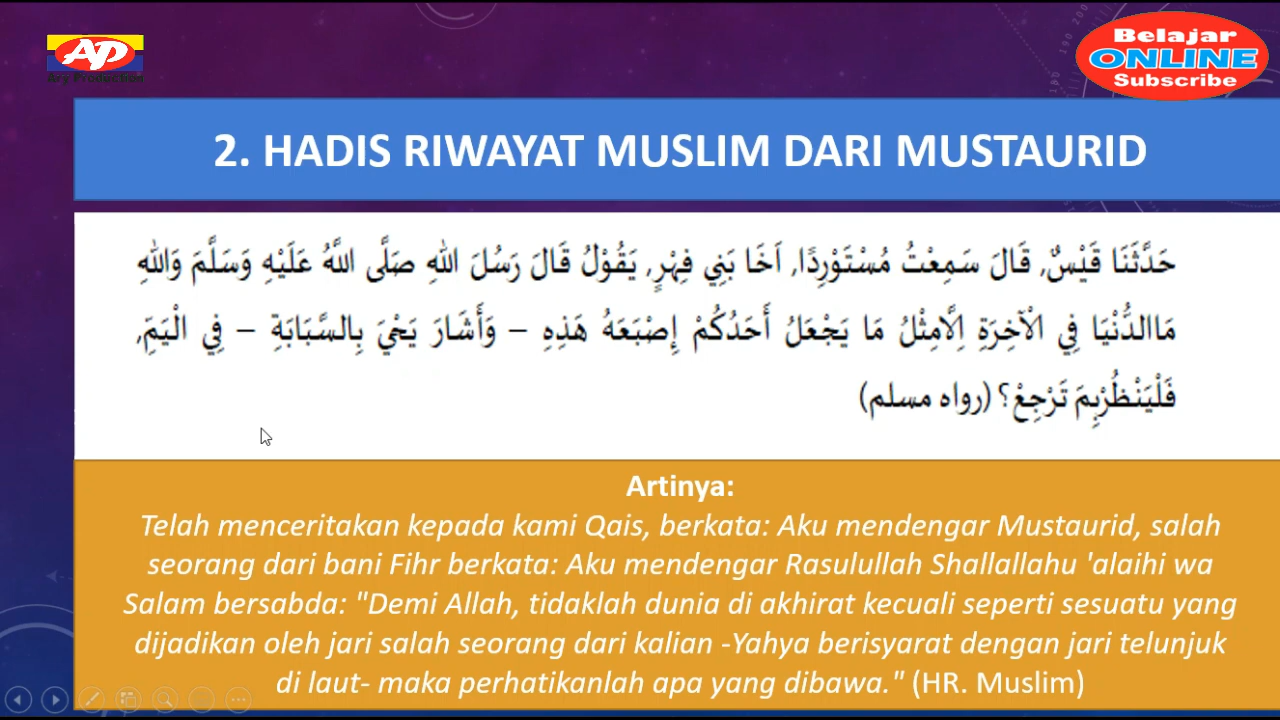 AP
Ary Production
Belajar
ONLINE
Subscribe
2. HADIS RIWAYAT MUSLIM DARI MUSTAURID
حَدَّثَنَا قَيْسٌ, قَالَ سَمِعْتُ مُسْتَوْرِدًا, اَخَا بَنِي فِهْرٍ, يَقُوْلُ قَالَ رَسُلَ اللهِ صَلَّى اللَّهُ عَلَيْهِ وَسَلَّمَ وَاللهِ
مَاالدُّنْيَا فِي الْآخِرَةِ اِلَّامِثْلُ مَا يَجْعَلُ أَحَدُكُمْ إِصْبَعَهُ هَذِهِ – وَأَشَارَ يَحْيَ بِالسَّبَابَةِ – فِي الْيَمِّ,
فَلْيَنْظُرْبِمَ تَرْجِعْ؟ (رواه مسلم)
Artinya:
Telah menceritakan kepada kami Qais, berkata: Aku mendengar Mustaurid, salah
seorang dari bani Fihr berkata: Aku mendengar Rasulullah Shallallahu 'alaihi wa
Salam bersabda: "Demi Allah, tidaklah dunia di akhirat kecuali seperti sesuatu yang
dijadikan oleh jari salah seorang dari kalian -Yahya berisyarat dengan jari telunjuk
di laut- maka perhatikanlah apa yang dibawa." (HR. Muslim)